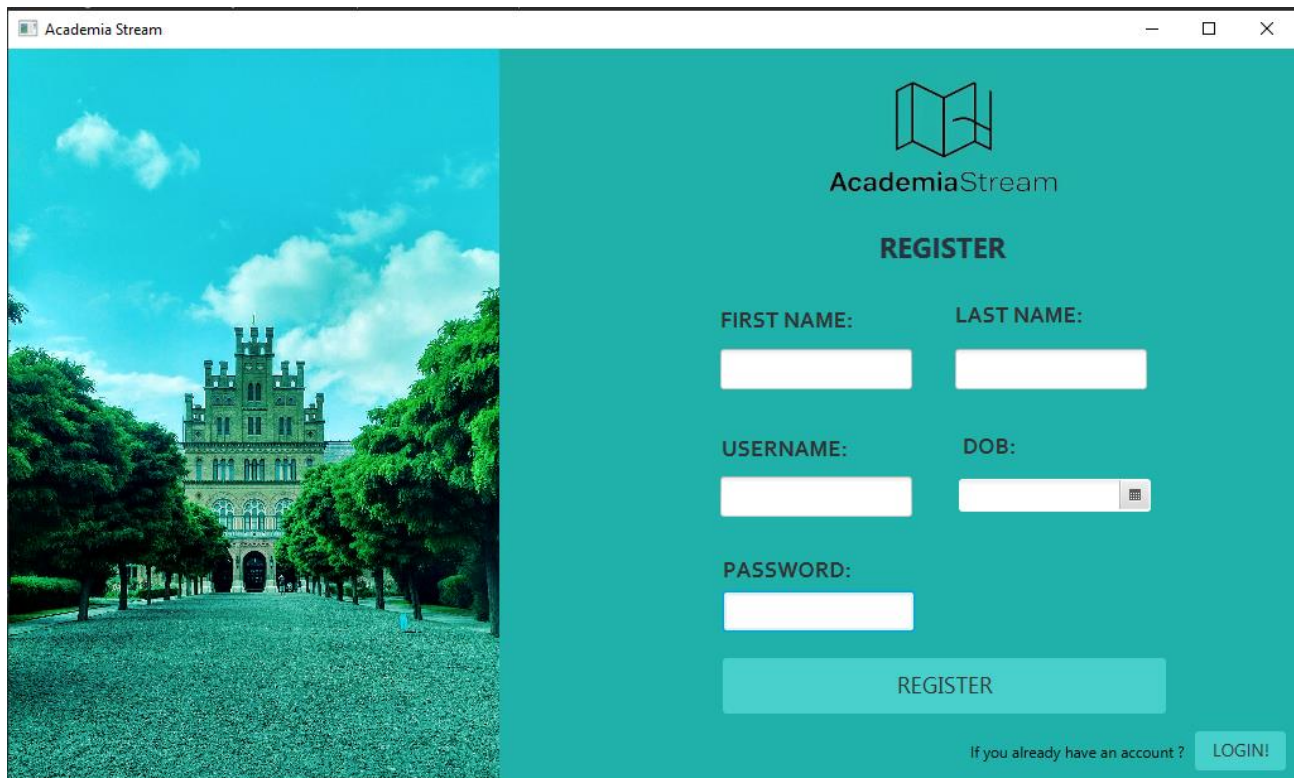 Academia Stream
AcademiaStream
REGISTER
FIRST NAME: LAST NAME:
USERNAME: DOB:
PASSWORD:
REGISTER
If you already have an account ? LOGIN!